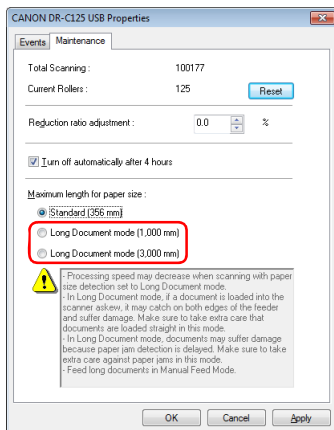 CANON DR-C125 USB Properties
Events Maintenance
Total Scanning : 100177
Current Rollers : 125 Reset
Reduction ratio adjustment : 0.0 %
Turn off automatically after 4 hours
Maximum length for paper size :
Standard (356 mm)
Long Document mode (1,000 mm)
Long Document mode (3,000 mm)
- Processing speed may decrease when scanning with paper
size detection set to Long Document mode.
- In Long Document mode, if a document is loaded into the
scanner askew, it may catch on both edges of the feeder
and suffer damage. Make sure to take extra care that
documents are loaded straight in this mode.
- In Long Document mode, documents may suffer damage
because paper jam detection is delayed. Make sure to take
extra care against paper jams in this mode.
- Feed long documents in Manual Feed Mode.
OK Cancel Apply